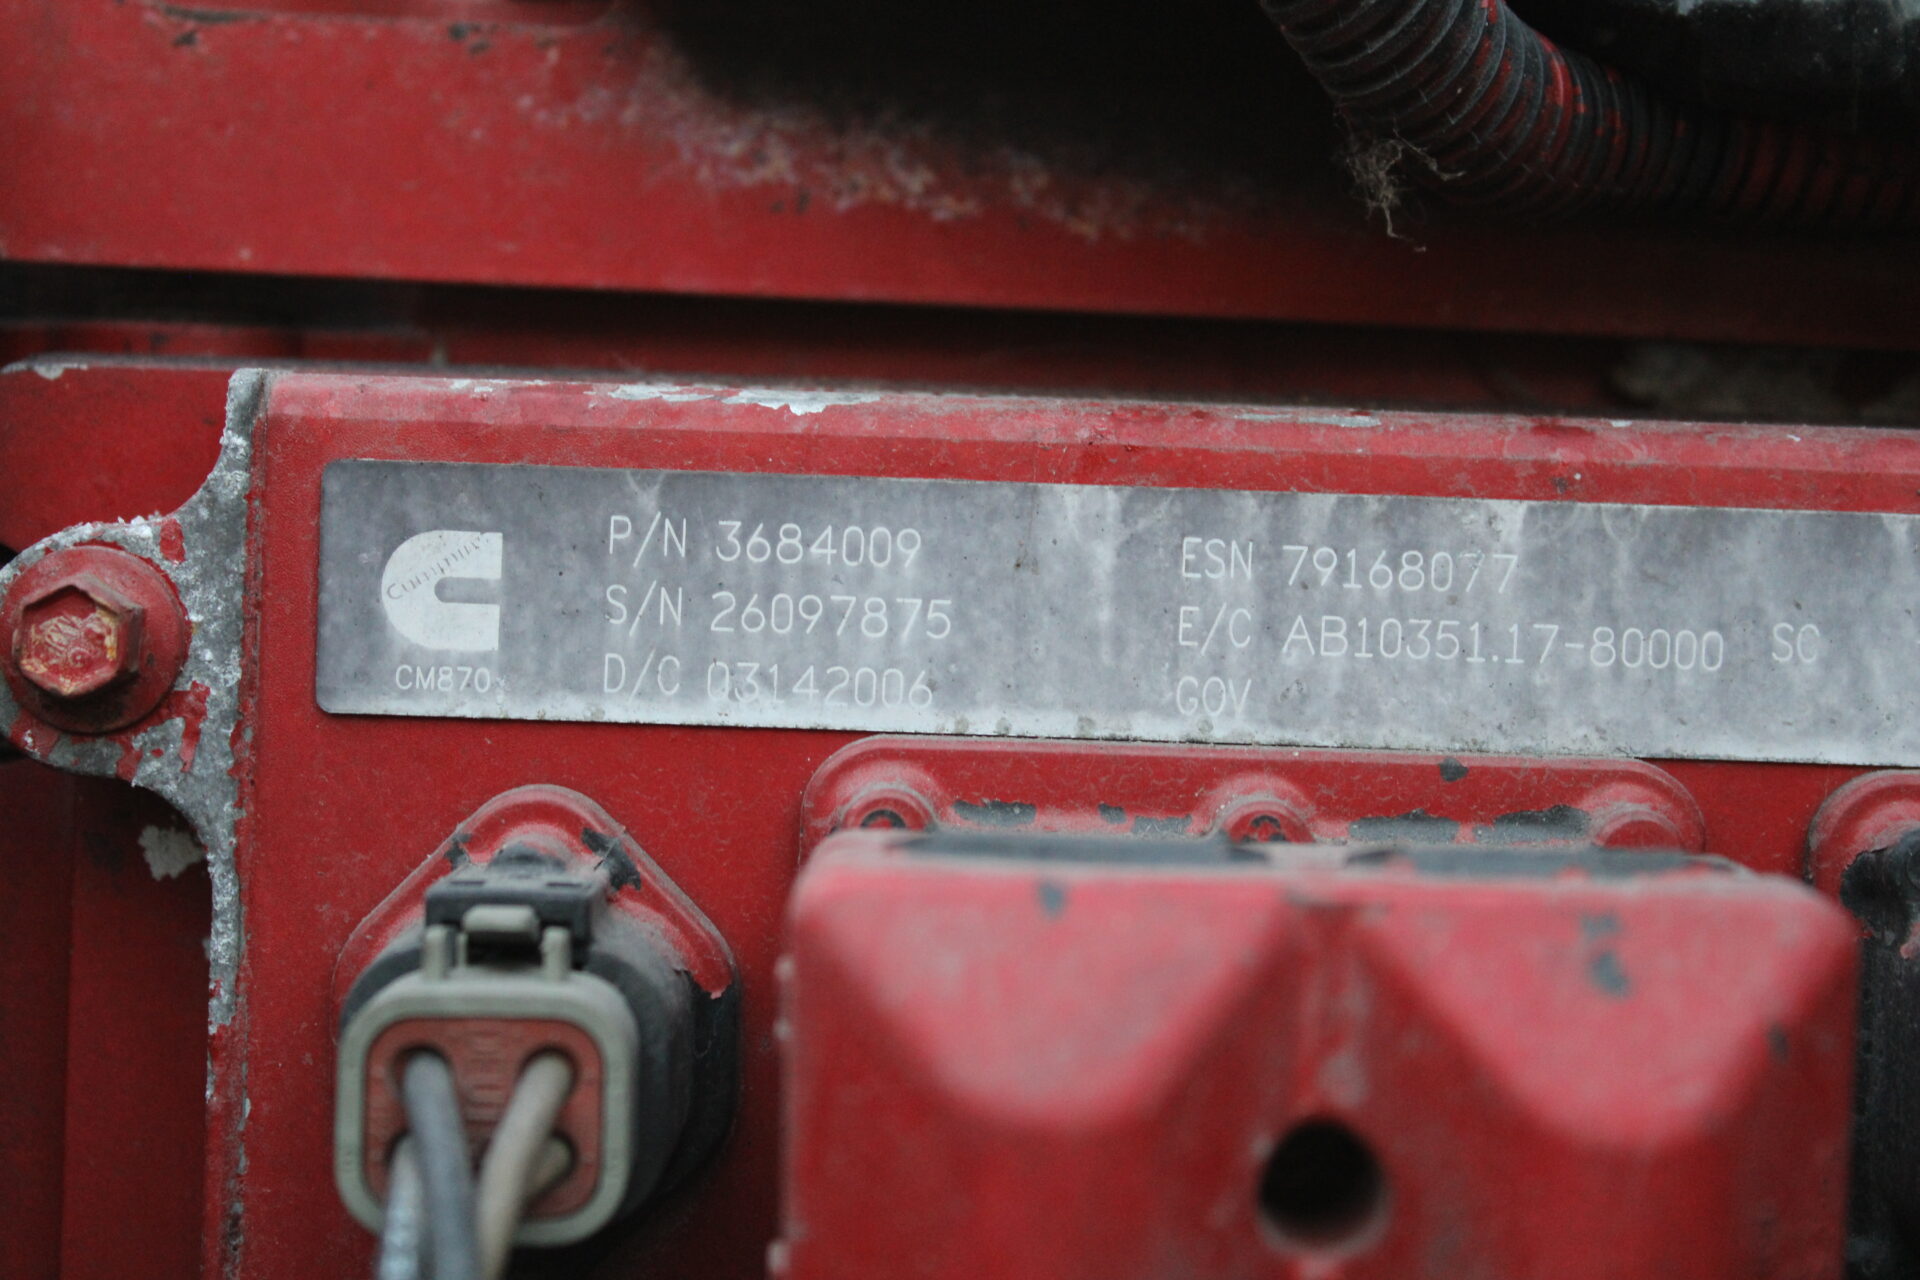 Cummins
CM870
P/N 3684009
S/N 26097875
D/C 03142006
ESN 79168077
E/C AB10351.17-80000 SC
GOV